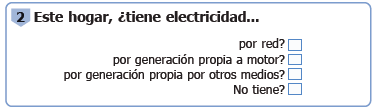 2 Este hogar, ¿tiene electricidad...
por red?
por generación propia a motor?
por generación propia por otros medios?
No tiene?